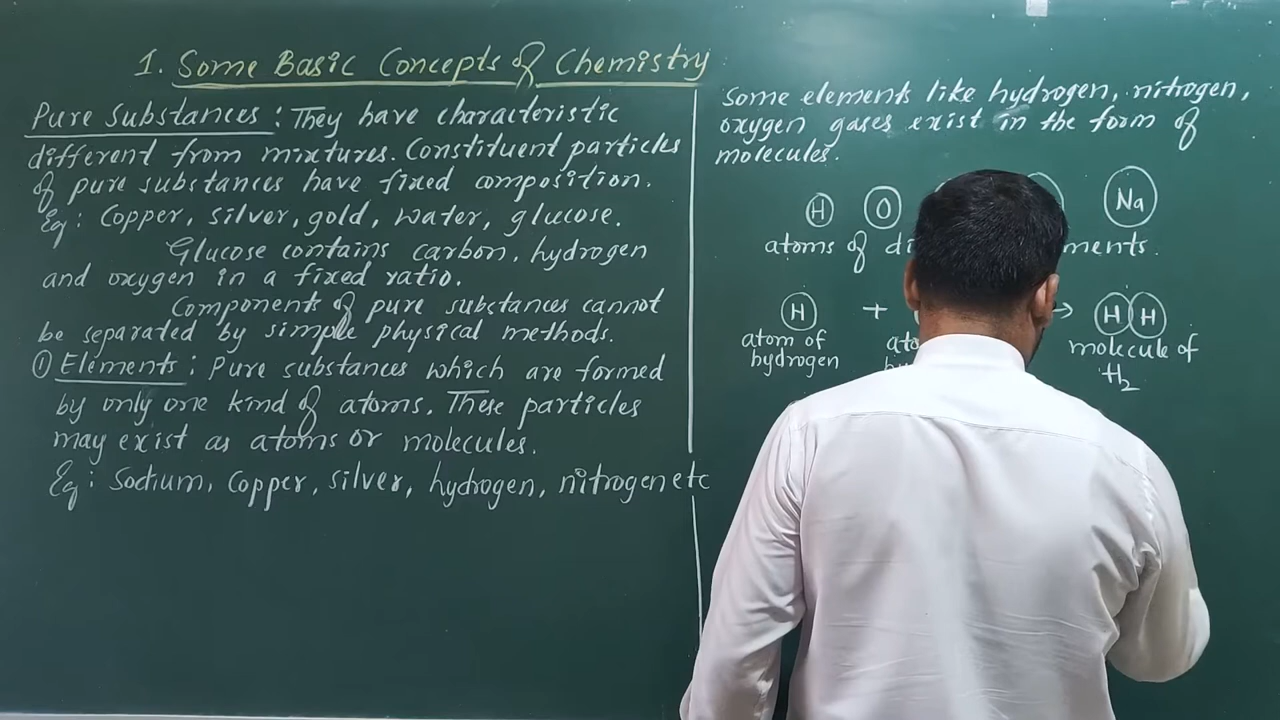 1. Some Basic Concepts of Chemistry
Pure Substances : They have characteristic
different from mixtures. Constituent particles
of pure substances have fixed composition.
Eg : Copper, silver, gold, water, glucose.
Glucose contains carbon, hydrogen
and oxygen in a fixed ratio.
Components of pure substances cannot
be separated by simple physical methods.
① Elements : Pure substances which are formed
by only one kind of atoms. These particles
may exist as atoms or molecules.
Eg : Sodium, Copper, silver, hydrogen, nitrogen etc
Some elements like hydrogen, nitrogen,
oxygen gases exist in the form of
molecules.
H O Na
atoms of
H + → H H
atom of molecule of
hydrogen H₂